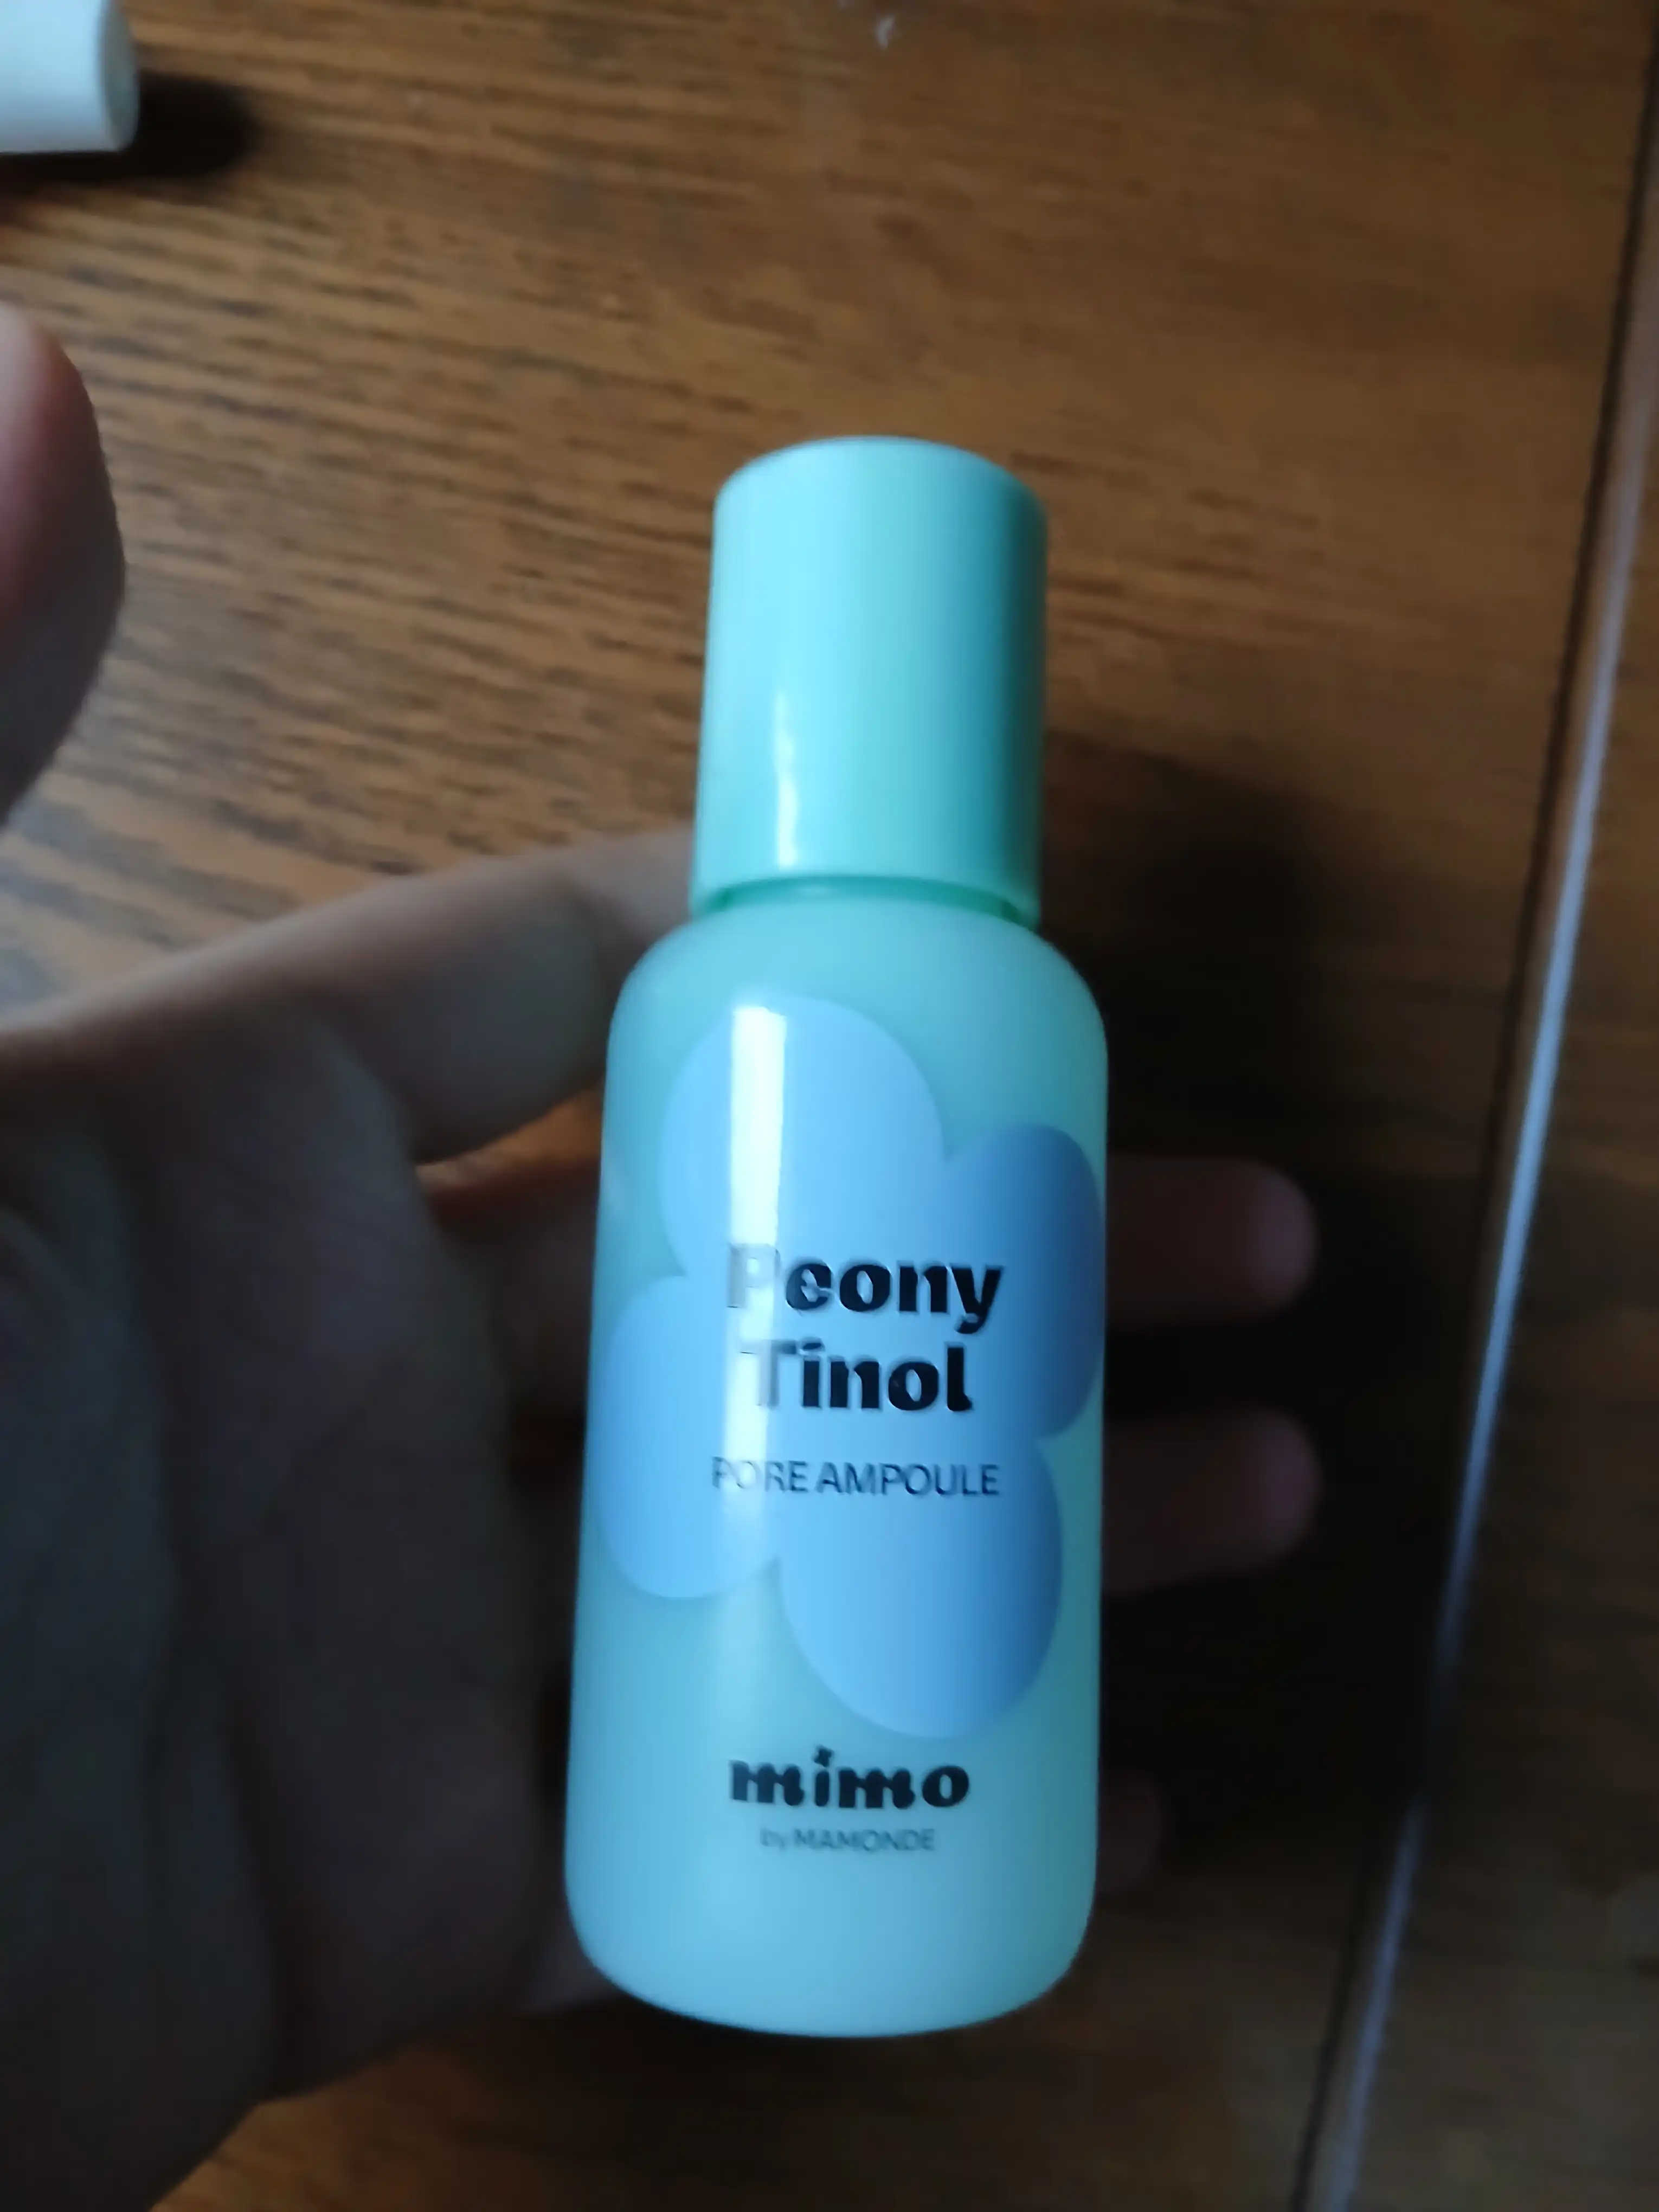 Peony
Tinol
PORE AMPOULE
mimo
by MAMONDE